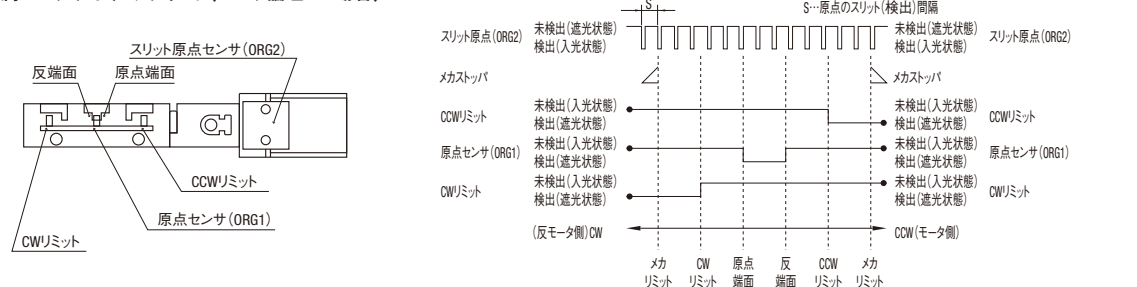 スリット原点センサ(ORG2)
反端面
原点端面
CCWリミット
原点センサ(ORG1)
CWリミット
S
S…原点のスリット(検出)間隔
スリット原点(ORG2)
未検出(遮光状態)
検出(入光状態)
未検出(遮光状態)
検出(入光状態)
スリット原点(ORG2)
メカストッパ
メカストッパ
CCWリミット
未検出(入光状態)
検出(遮光状態)
未検出(入光状態)
検出(遮光状態)
CCWリミット
原点センサ(ORG1)
未検出(入光状態)
検出(遮光状態)
未検出(入光状態)
検出(遮光状態)
原点センサ(ORG1)
CWリミット
未検出(入光状態)
検出(遮光状態)
未検出(入光状態)
検出(遮光状態)
CWリミット
(反モータ側)CW
CCW(モータ側)
メカ
リミット
CW
リミット
原点
端面
反
端面
CCW
リミット
メカ
リミット